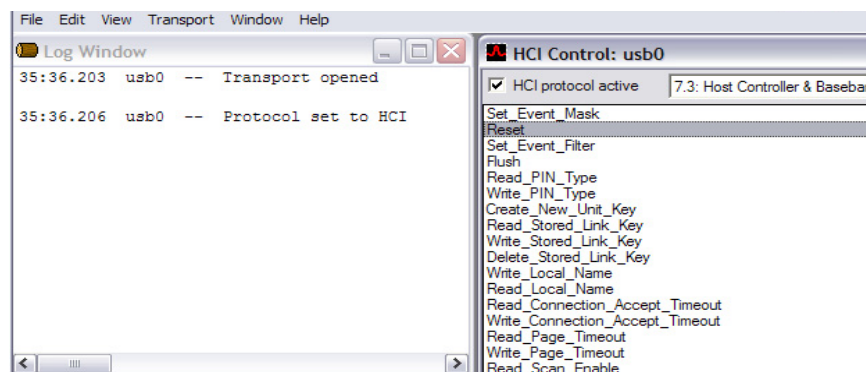 File Edit View Transport Window Help
Log Window
35:36.203 usb0 -- Transport opened
35:36.206 usb0 -- Protocol set to HCI
HCI Control: usb0
HCI protocol active
7.3: Host Controller & Baseba
Set_Event_Mask
Reset
Set_Event_Filter
Flush
Read_PIN_Type
Write_PIN_Type
Create_New_Unit_Key
Read_Stored_Link_Key
Write_Stored_Link_Key
Delete_Stored_Link_Key
Write_Local_Name
Read_Local_Name
Read_Connection_Accept_Timeout
Write_Connection_Accept_Timeout
Read_Page_Timeout
Write_Page_Timeout
Read_Scan_Enable